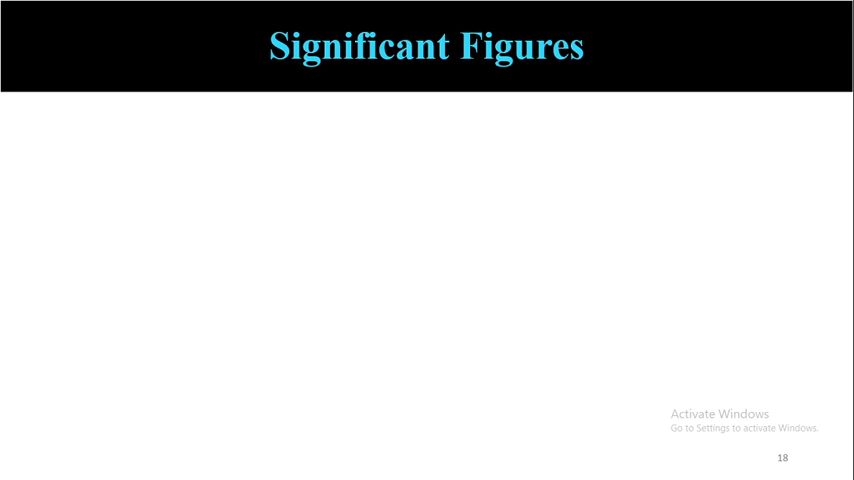 Significant Figures
Activate Windows
Go to Settings to activate Windows.
18